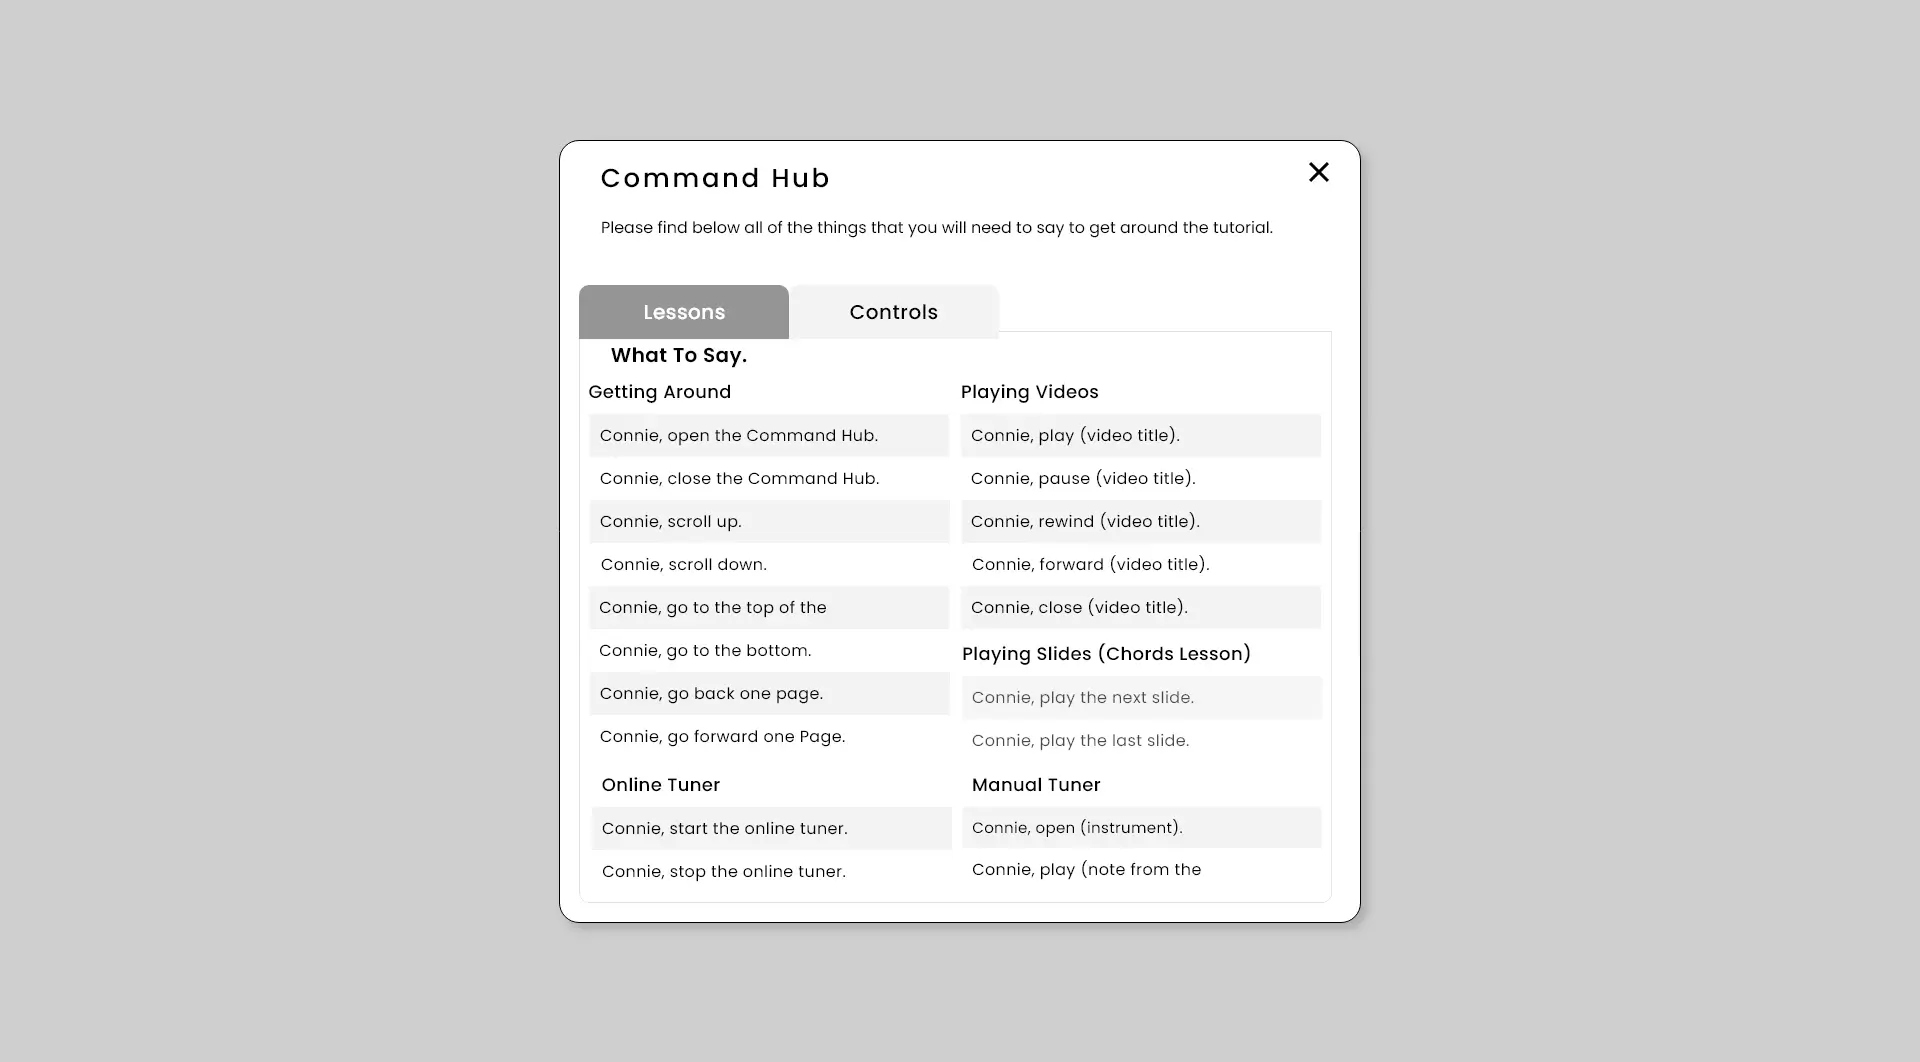 Command Hub
Please find below all of the things that you will need to say to get around the tutorial.
Lessons
Controls
What To Say.
Getting Around
Connie, open the Command Hub.
Connie, close the Command Hub.
Connie, scroll up.
Connie, scroll down.
Connie, go to the top of the
Connie, go to the bottom.
Connie, go back one page.
Connie, go forward one Page.
Online Tuner
Connie, start the online tuner.
Connie, stop the online tuner.
Playing Videos
Connie, play (video title).
Connie, pause (video title).
Connie, rewind (video title).
Connie, forward (video title).
Connie, close (video title).
Playing Slides (Chords Lesson)
Connie, play the next slide.
Connie, play the last slide.
Manual Tuner
Connie, open (instrument).
Connie, play (note from the